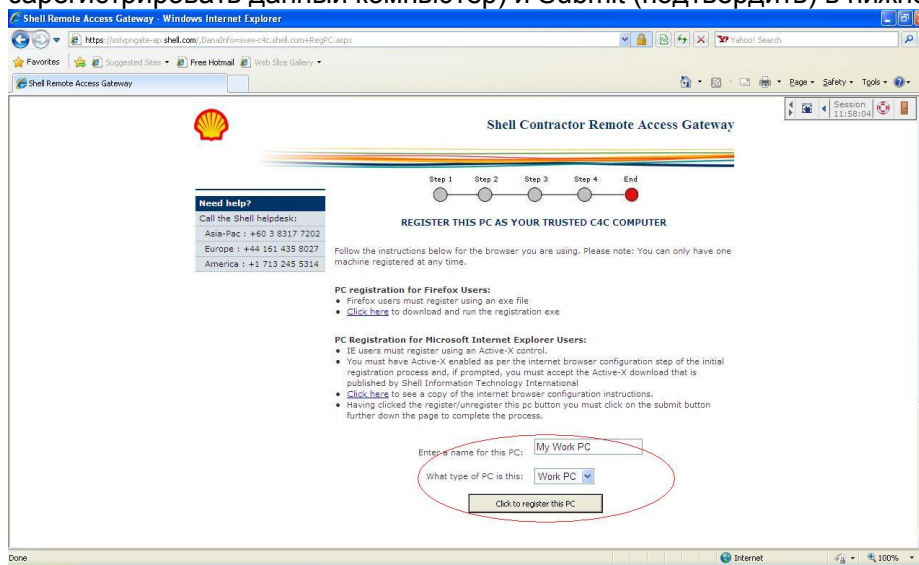 зарегистрировать данный компьютер) и Submit (подтвердить) в нижне
Shell Remote Access Gateway - Windows Internet Explorer
https://sslvpngate-ap.shell.com/,DanaInfo=sww-c4c.shell.com+RegPC.aspx
Yahoo! Search
Favorites Suggested Sites Free Hotmail Web Slice Gallery
Shell Remote Access Gateway
Page Safety Tools
Session
11:58:04
Shell Contractor Remote Access Gateway
Step 1 Step 2 Step 3 Step 4 End
Need help?
Call the Shell helpdesk:
Asia-Pac : +60 3 8317 7202
Europe : +44 161 435 8027
America : +1 713 245 5314
REGISTER THIS PC AS YOUR TRUSTED C4C COMPUTER
Follow the instructions below for the browser you are using. Please note: You can only have one
machine registered at any time.
PC registration for Firefox Users:
• Firefox users must register using an exe file
• Click here to download and run the registration exe
PC Registration for Microsoft Internet Explorer Users:
• IE users must register using an Active-X control.
• You must have Active-X enabled as per the internet browser configuration step of the initial
registration process and, if prompted, you must accept the Active-X download that is
published by Shell Information Technology International
• Click here to see a copy of the internet browser configuration instructions.
• Having clicked the register/unregister this pc button you must click on the submit button
further down the page to complete the process.
Enter a name for this PC: My Work PC
What type of PC is this: Work PC
Click to register this PC
Done
Internet
100%